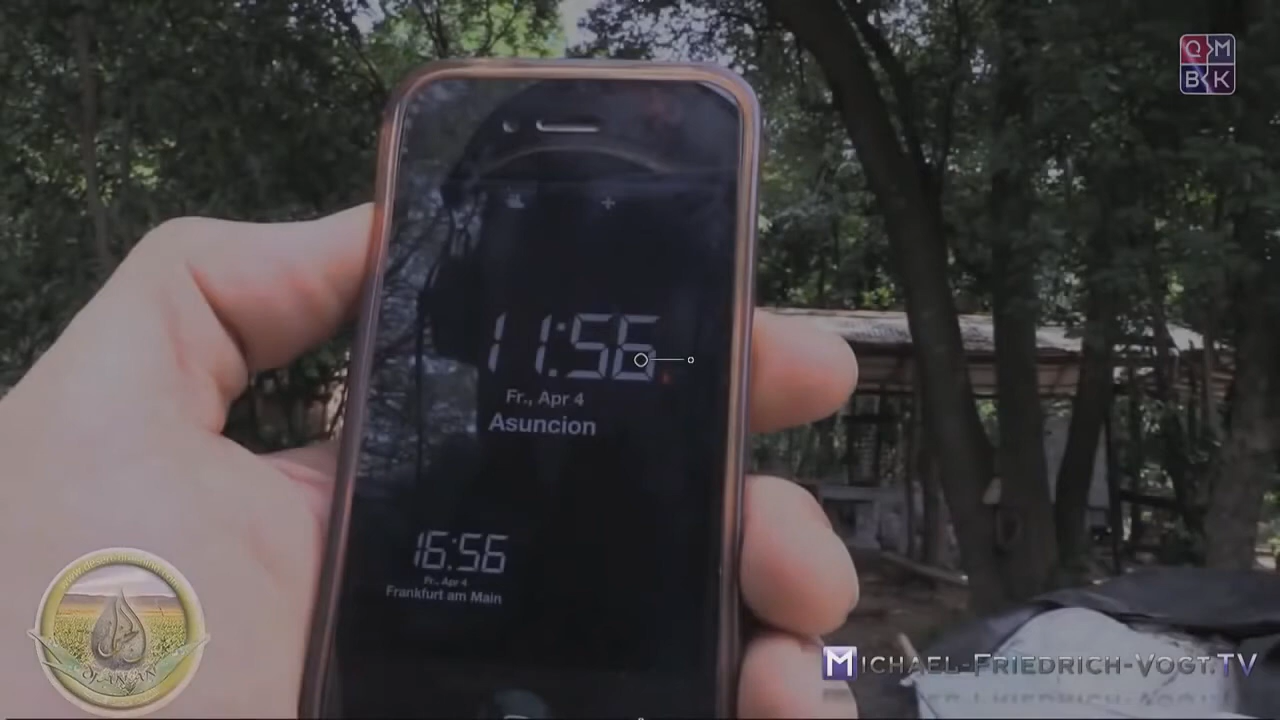 Q M
B K
11:56
Fr., Apr 4
Asuncion
16:56
Fr., Apr 4
Frankfurt am Main
MICHAEL-FRIEDRICH-VOGT.TV